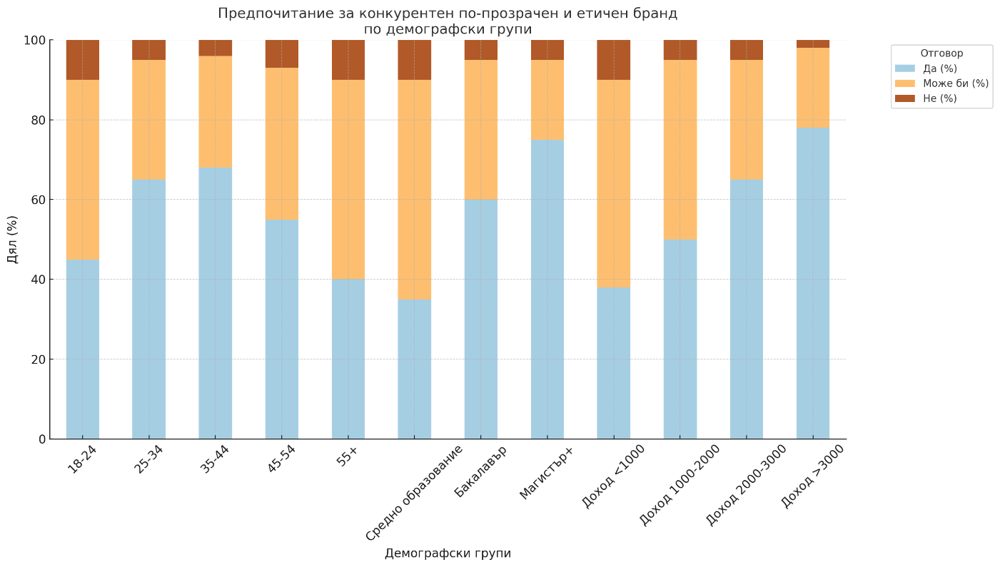 Предпочитание за конкурентен по-прозрачен и етичен бранд
по демографски групи
Отговор
Да (%)
Може би (%)
Не (%)
Дял (%)
100
80
60
40
20
0
18-24
25-34
35-44
45-54
55+
Средно образование
Бакалавър
Магистър+
Доход <1000
Доход 1000-2000
Доход 2000-3000
Доход >3000
Демографски групи